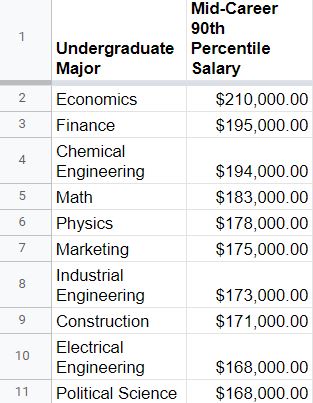 1
Undergraduate Major
Mid-Career 90th Percentile Salary
2 Economics $210,000.00
3 Finance $195,000.00
4 Chemical Engineering $194,000.00
5 Math $183,000.00
6 Physics $178,000.00
7 Marketing $175,000.00
8 Industrial Engineering $173,000.00
9 Construction $171,000.00
10 Electrical Engineering $168,000.00
11 Political Science $168,000.00